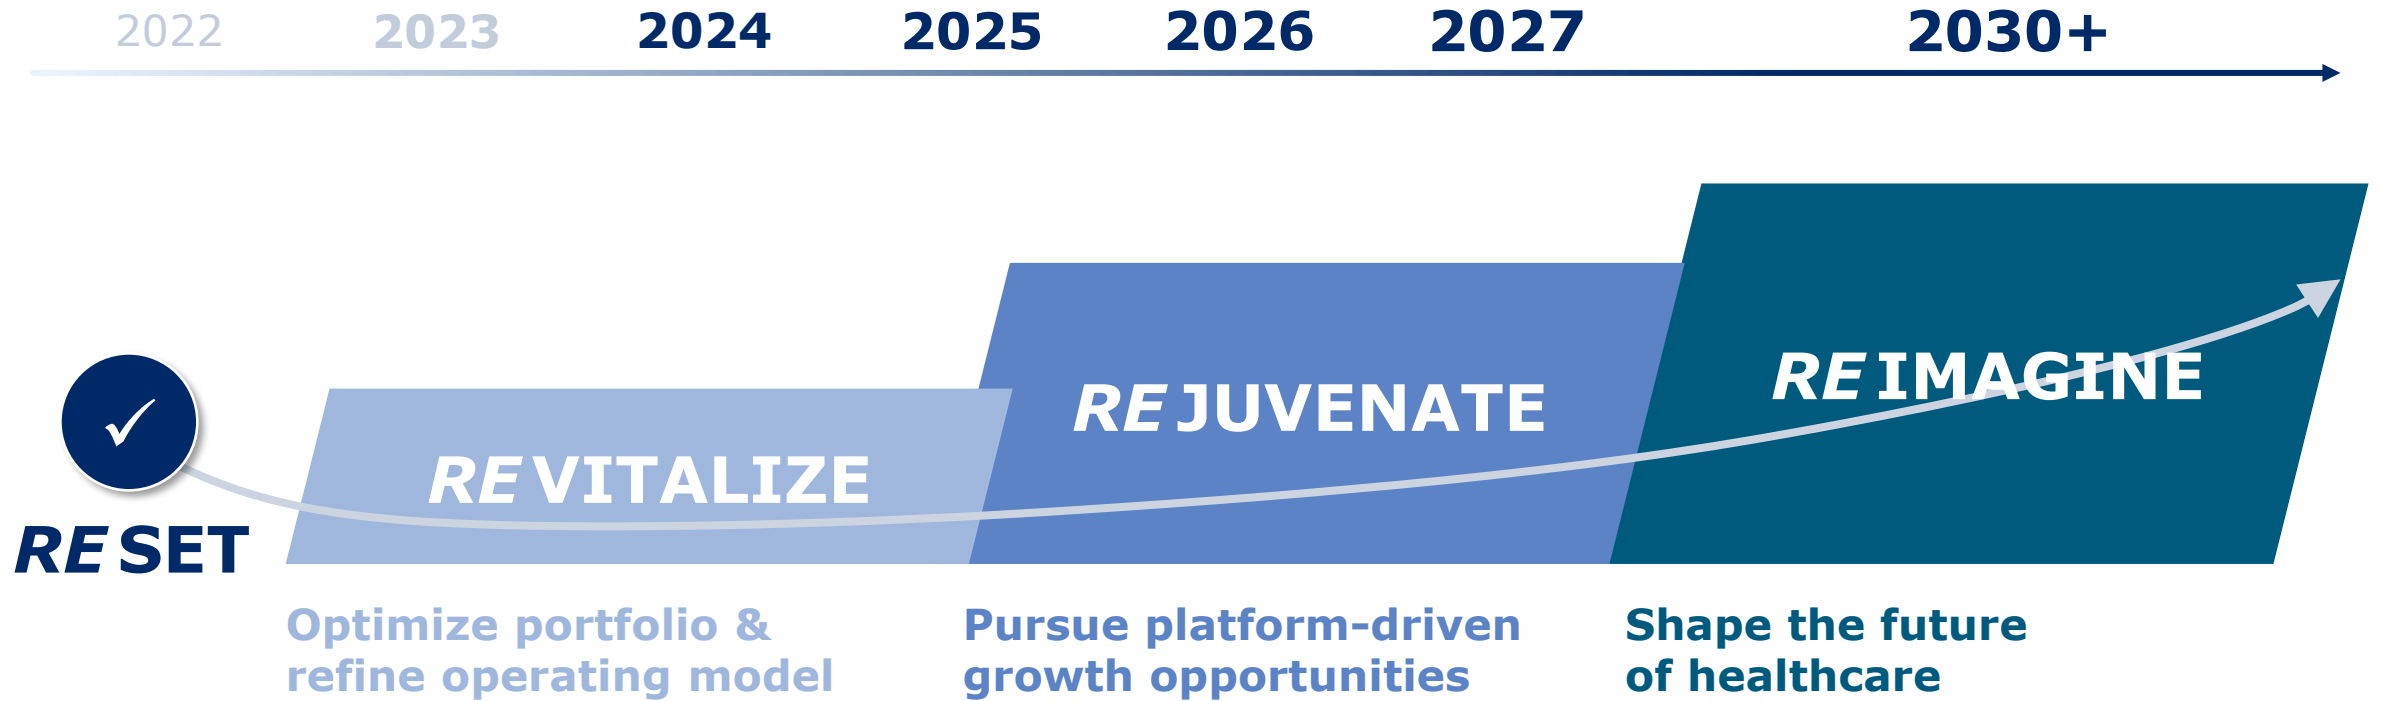 2022 2023 2024 2025 2026 2027 2030+
RESET
REVITALIZE
REJUVENATE
REIMAGINE
Optimize portfolio &
refine operating model
Pursue platform-driven
growth opportunities
Shape the future
of healthcare